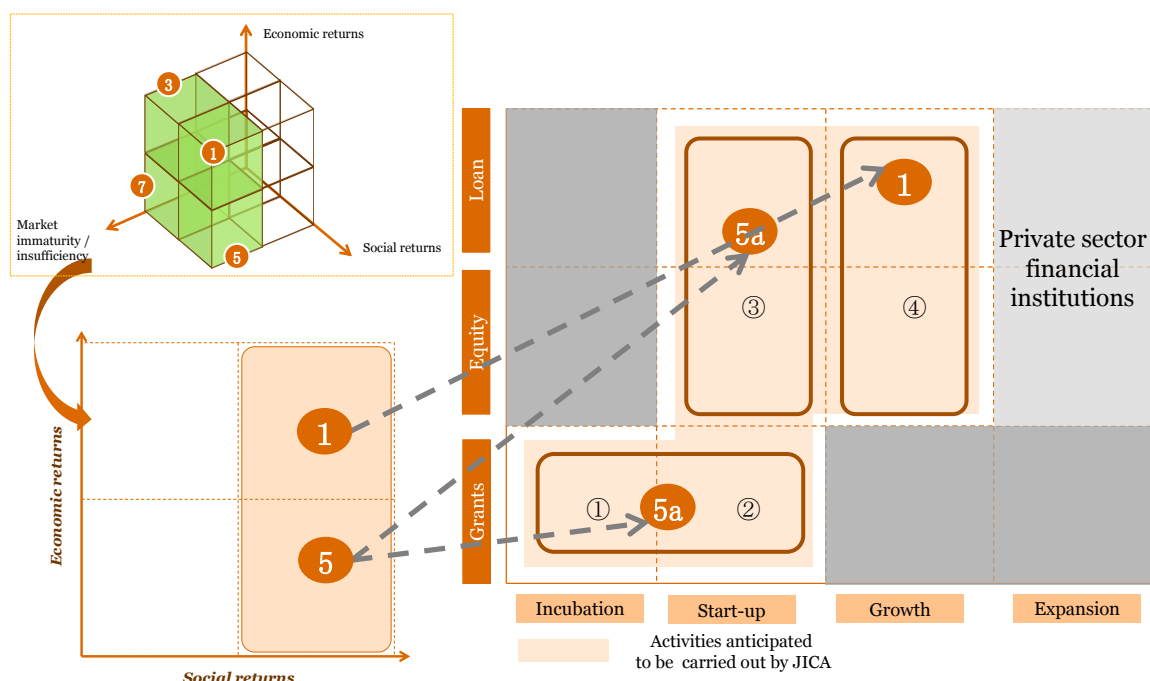 Economic returns
3
1
7
5
Market
immaturity /
insufficiency
Social returns
Economic returns
1
5
Social returns
Loan
Equity
Grants
1
5a
③
④
Private sector
financial
institutions
①
5a
②
Incubation
Start-up
Growth
Expansion
Activities anticipated
to be carried out by JICA